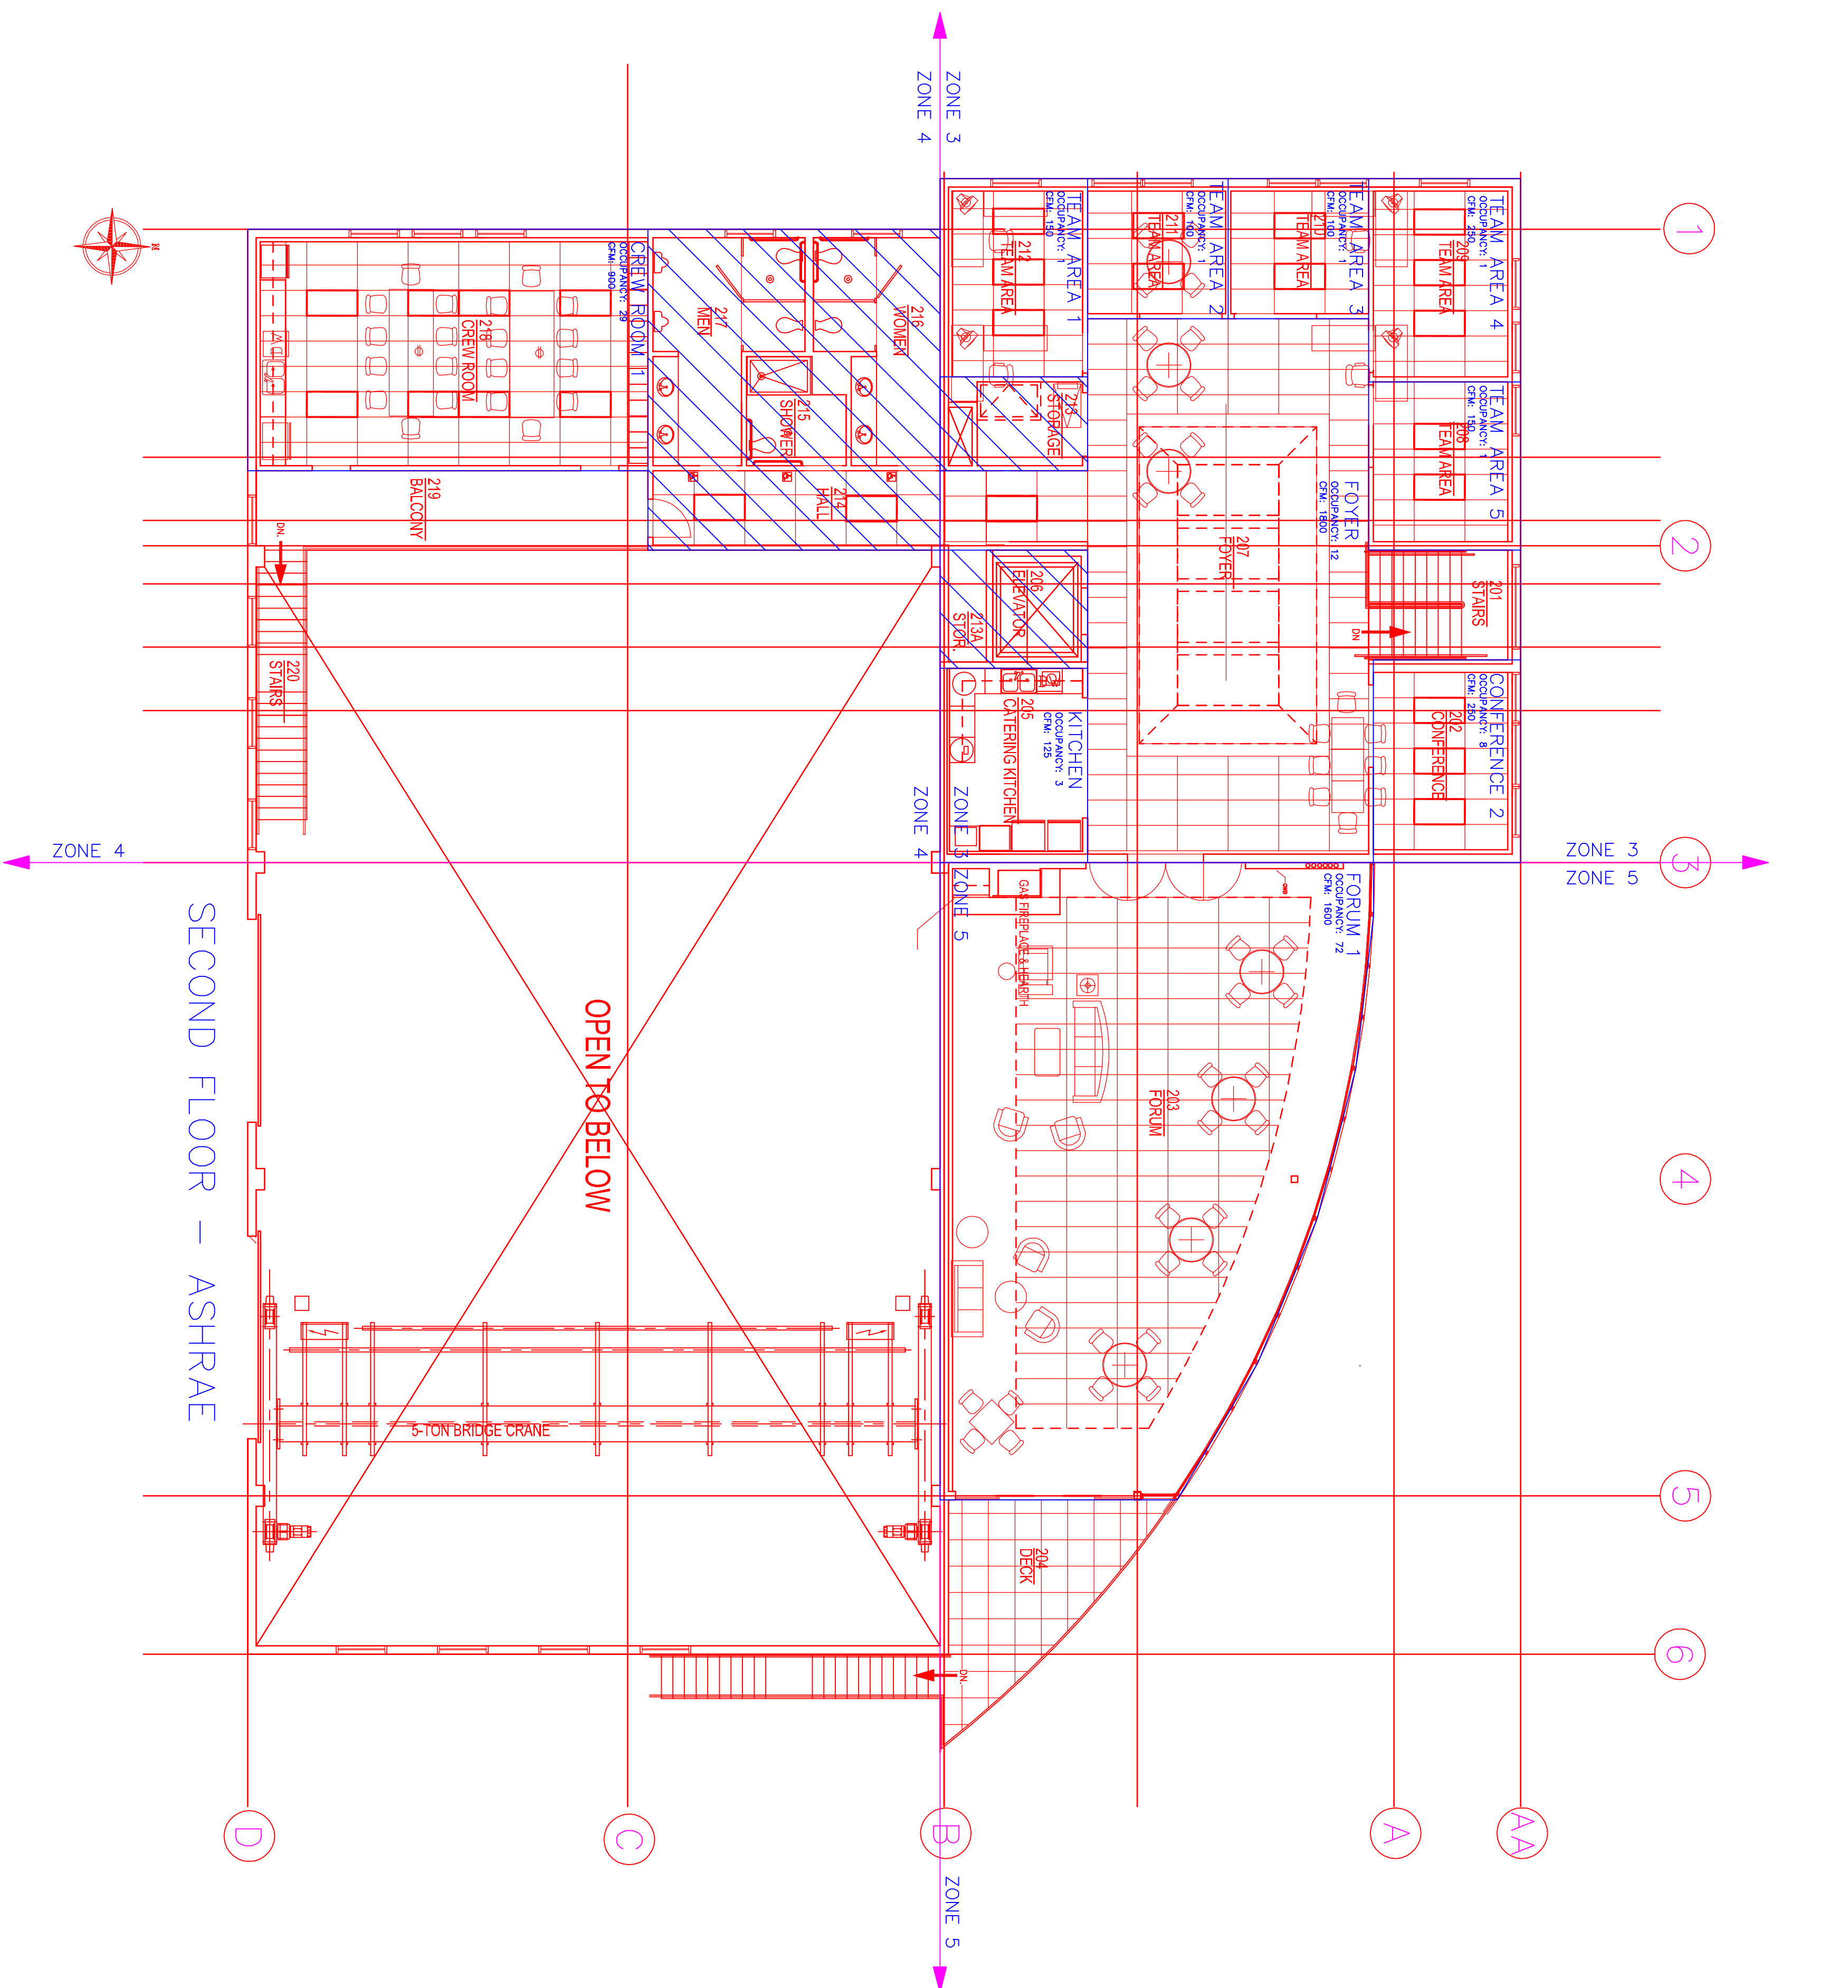 SECOND FLOOR - ASHRAE
ZONE 3
ZONE 4
ZONE 4
ZONE 3
ZONE 5
ZONE 3
ZONE 4
ZONE 5
ZONE 5
1
2
3
4
5
6
AA
A
B
C
D
N
TEAM AREA 4
OCCUPANCY: 1
CFM: 250
209
TEAM AREA
TEAM AREA 5
OCCUPANCY: 1
CFM: 150
208
TEAM AREA
201
STAIRS
DN
CONFERENCE 2
OCCUPANCY: 8
CFM: 250
202
CONFERENCE
TEAM AREA 3
OCCUPANCY: 1
CFM: 100
210
TEAM AREA
TEAM AREA 2
OCCUPANCY: 1
CFM: 100
211
TEAM AREA
TEAM AREA 1
OCCUPANCY: 1
CFM: 150
212
TEAM AREA
FOYER
OCCUPANCY: 12
CFM: 1800
207
FOYER
213
STORAGE
206
ELEVATOR
213A
STOR.
KITCHEN
OCCUPANCY: 3
CFM: 125
205
CATERING KITCHEN
FORUM 1
OCCUPANCY: 72
CFM: 1600
203
FORUM
GAS FIREPLACE & HEARTH
204
DECK
DN.
216
WOMEN
217
MEN
215
SHOWER
214
HALL
CREW ROOM 1
OCCUPANCY: 29
CFM: 900
218
CREW ROOM
DW
219
BALCONY
DN.
220
STAIRS
OPEN TO BELOW
5-TON BRIDGE CRANE